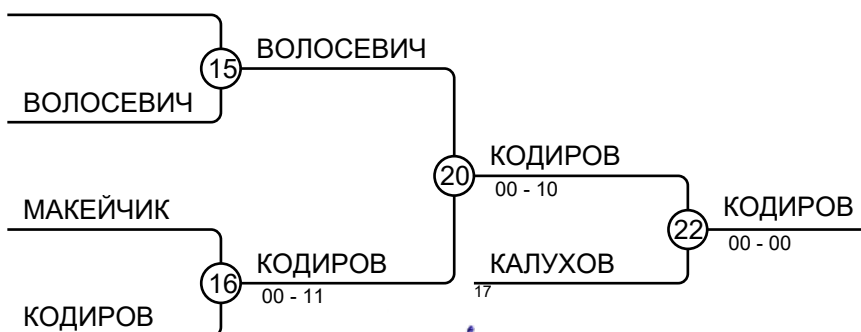 ВОЛОСЕВИЧ
15
ВОЛОСЕВИЧ
КОДИРОВ
20
00 - 10
МАКЕЙЧИК
КОДИРОВ
22
00 - 00
КОДИРОВ
16
00 - 11
КАЛУХОВ
17
КОДИРОВ